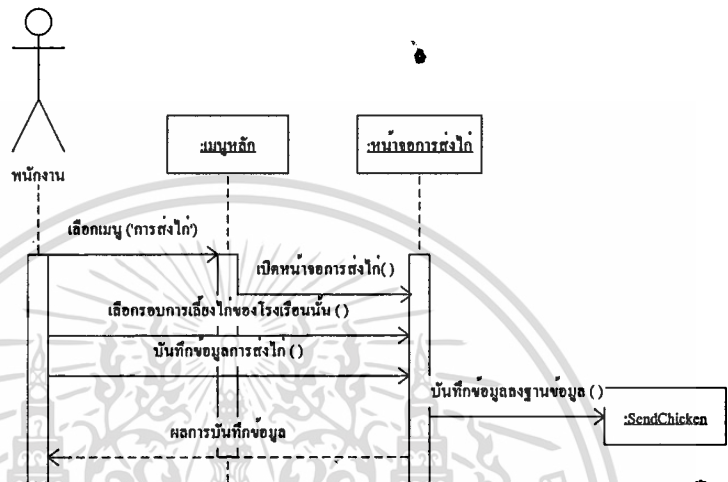 :เมนูหลัก
:หน้าจอการส่งไก่
พนักงาน
เลือกเมนู ('การส่งไก่')
เปิดหน้าจอการส่งไก่( )
เลือกรอบการเลี้ยงไก่ของโรงเรือนนั้น ( )
บันทึกข้อมูลการส่งไก่ ( )
บันทึกข้อมูลลงฐานข้อมูล ( )
:SendChicken
ผลการบันทึกข้อมูล